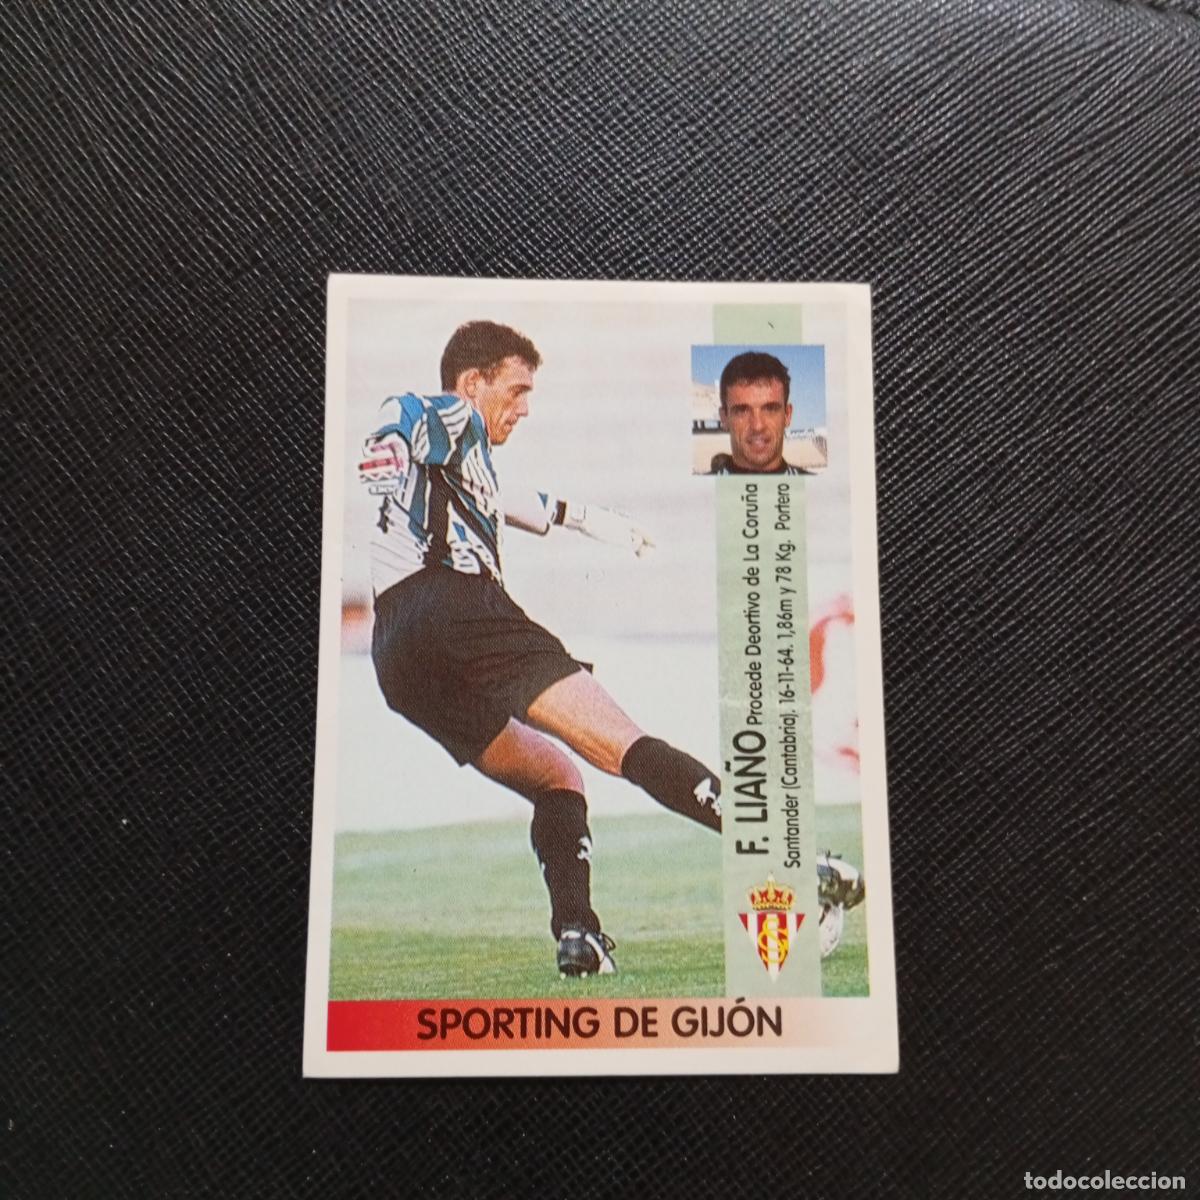 F. LIAÑO Procede Deortivo de La Coruña
Santander (Cantabria). 16-11-64. 1,86m y 78 Kg. Portero
SPORTING DE GIJÓN
todocoleccion